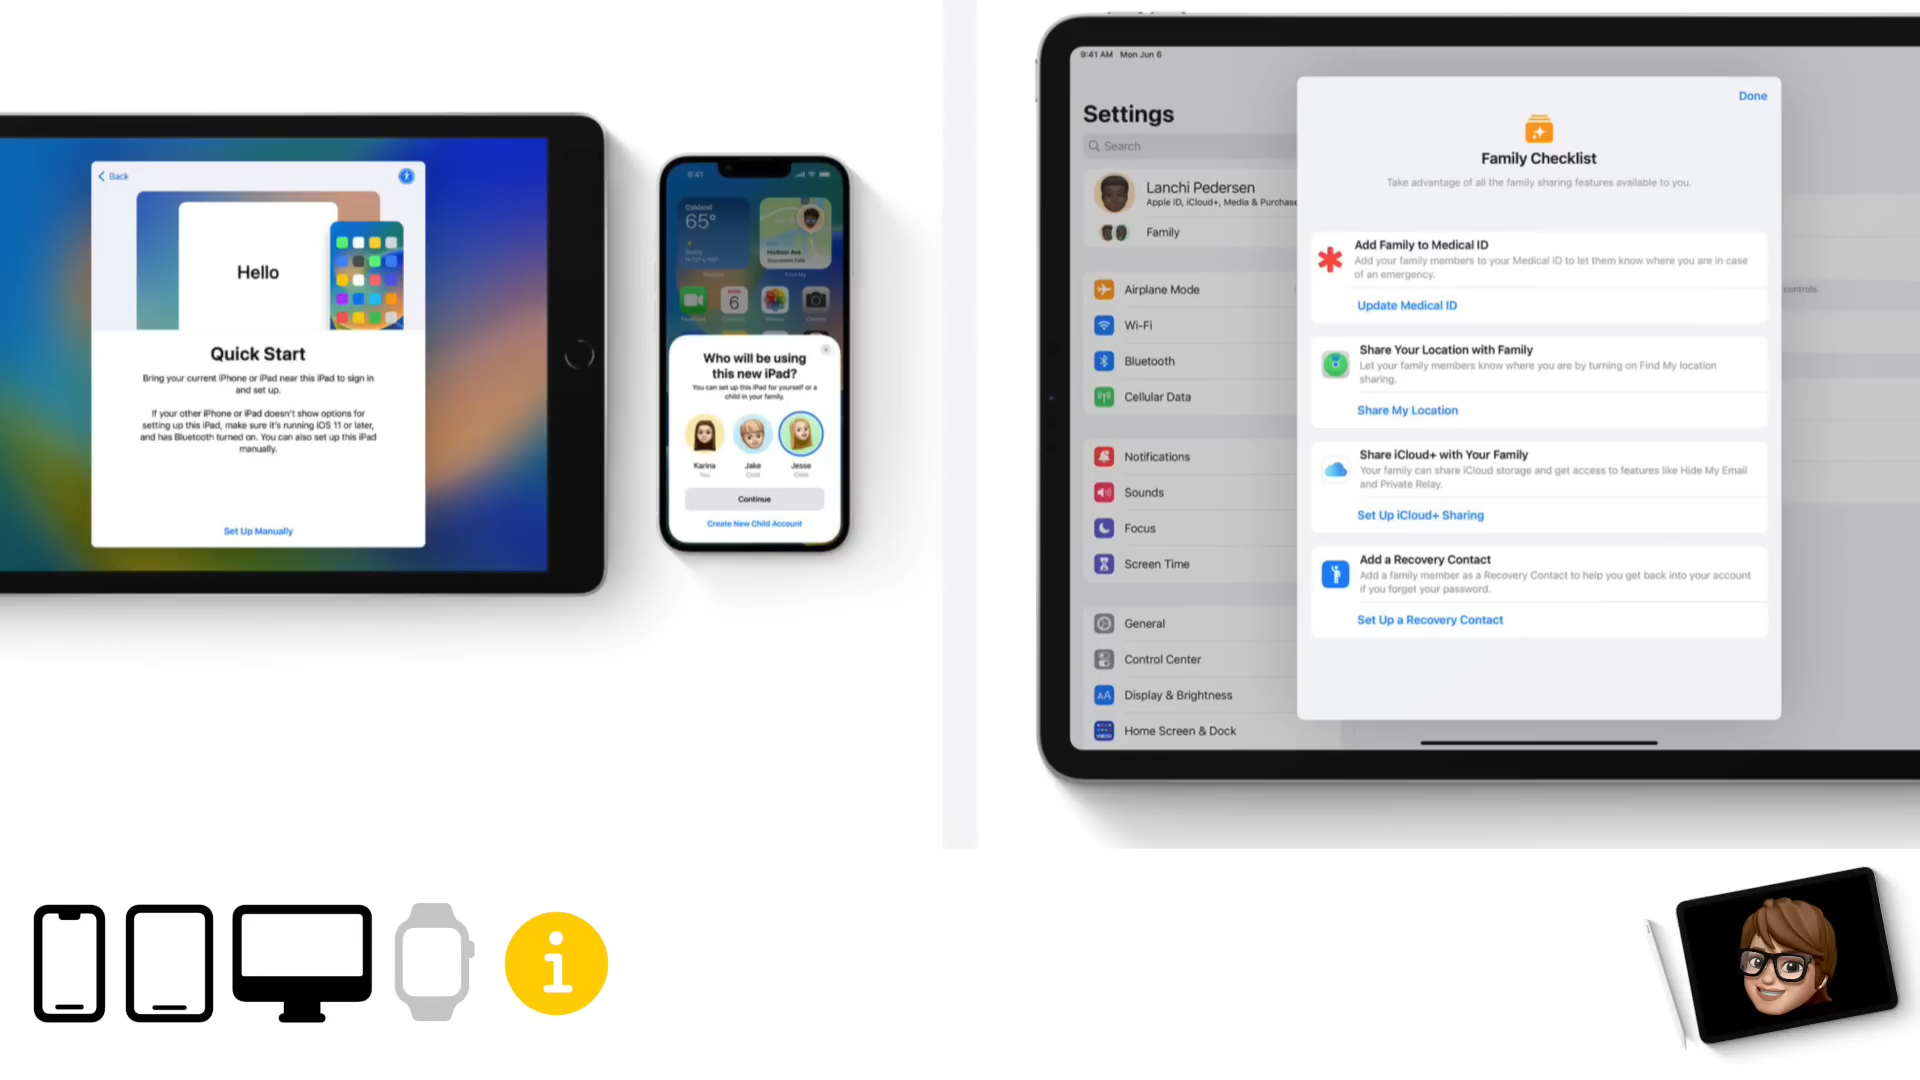 Back
Hello
Quick Start
Bring your current iPhone or iPad near this iPad to sign in
and set up.
If your other iPhone or iPad doesn't show options for
setting up this iPad, make sure it's running iOS 11 or later,
and has Bluetooth turned on. You can also set up this iPad
manually.
Set Up Manually
9:41
Oakland
65°
Sunny
Hudson Ave
Find My
6
Who will be using
this new iPad?
You can set up this iPad for yourself or a
child in your family.
Karina
Jake
Jesse
You
Child
Child
Continue
Create New Child Account
9:41 AM Mon Jun 6
Settings
Search
Lanchi Pedersen
Apple ID, iCloud+, Media & Purchase
Family
Airplane Mode
Wi-Fi
Bluetooth
Cellular Data
Notifications
Sounds
Focus
Screen Time
General
Control Center
AA
Display & Brightness
Home Screen & Dock
Done
Family Checklist
Take advantage of all the family sharing features available to you.
Add Family to Medical ID
Add your family members to your Medical ID to let them know where you are in case
of an emergency.
Update Medical ID
Share Your Location with Family
Let your family members know where you are by turning on Find My location
sharing.
Share My Location
Share iCloud+ with Your Family
Your family can share iCloud storage and get access to features like Hide My Email
and Private Relay.
Set Up iCloud+ Sharing
Add a Recovery Contact
Add a family member as a Recovery Contact to help you get back into your account
if you forget your password.
Set Up a Recovery Contact
controls.
i